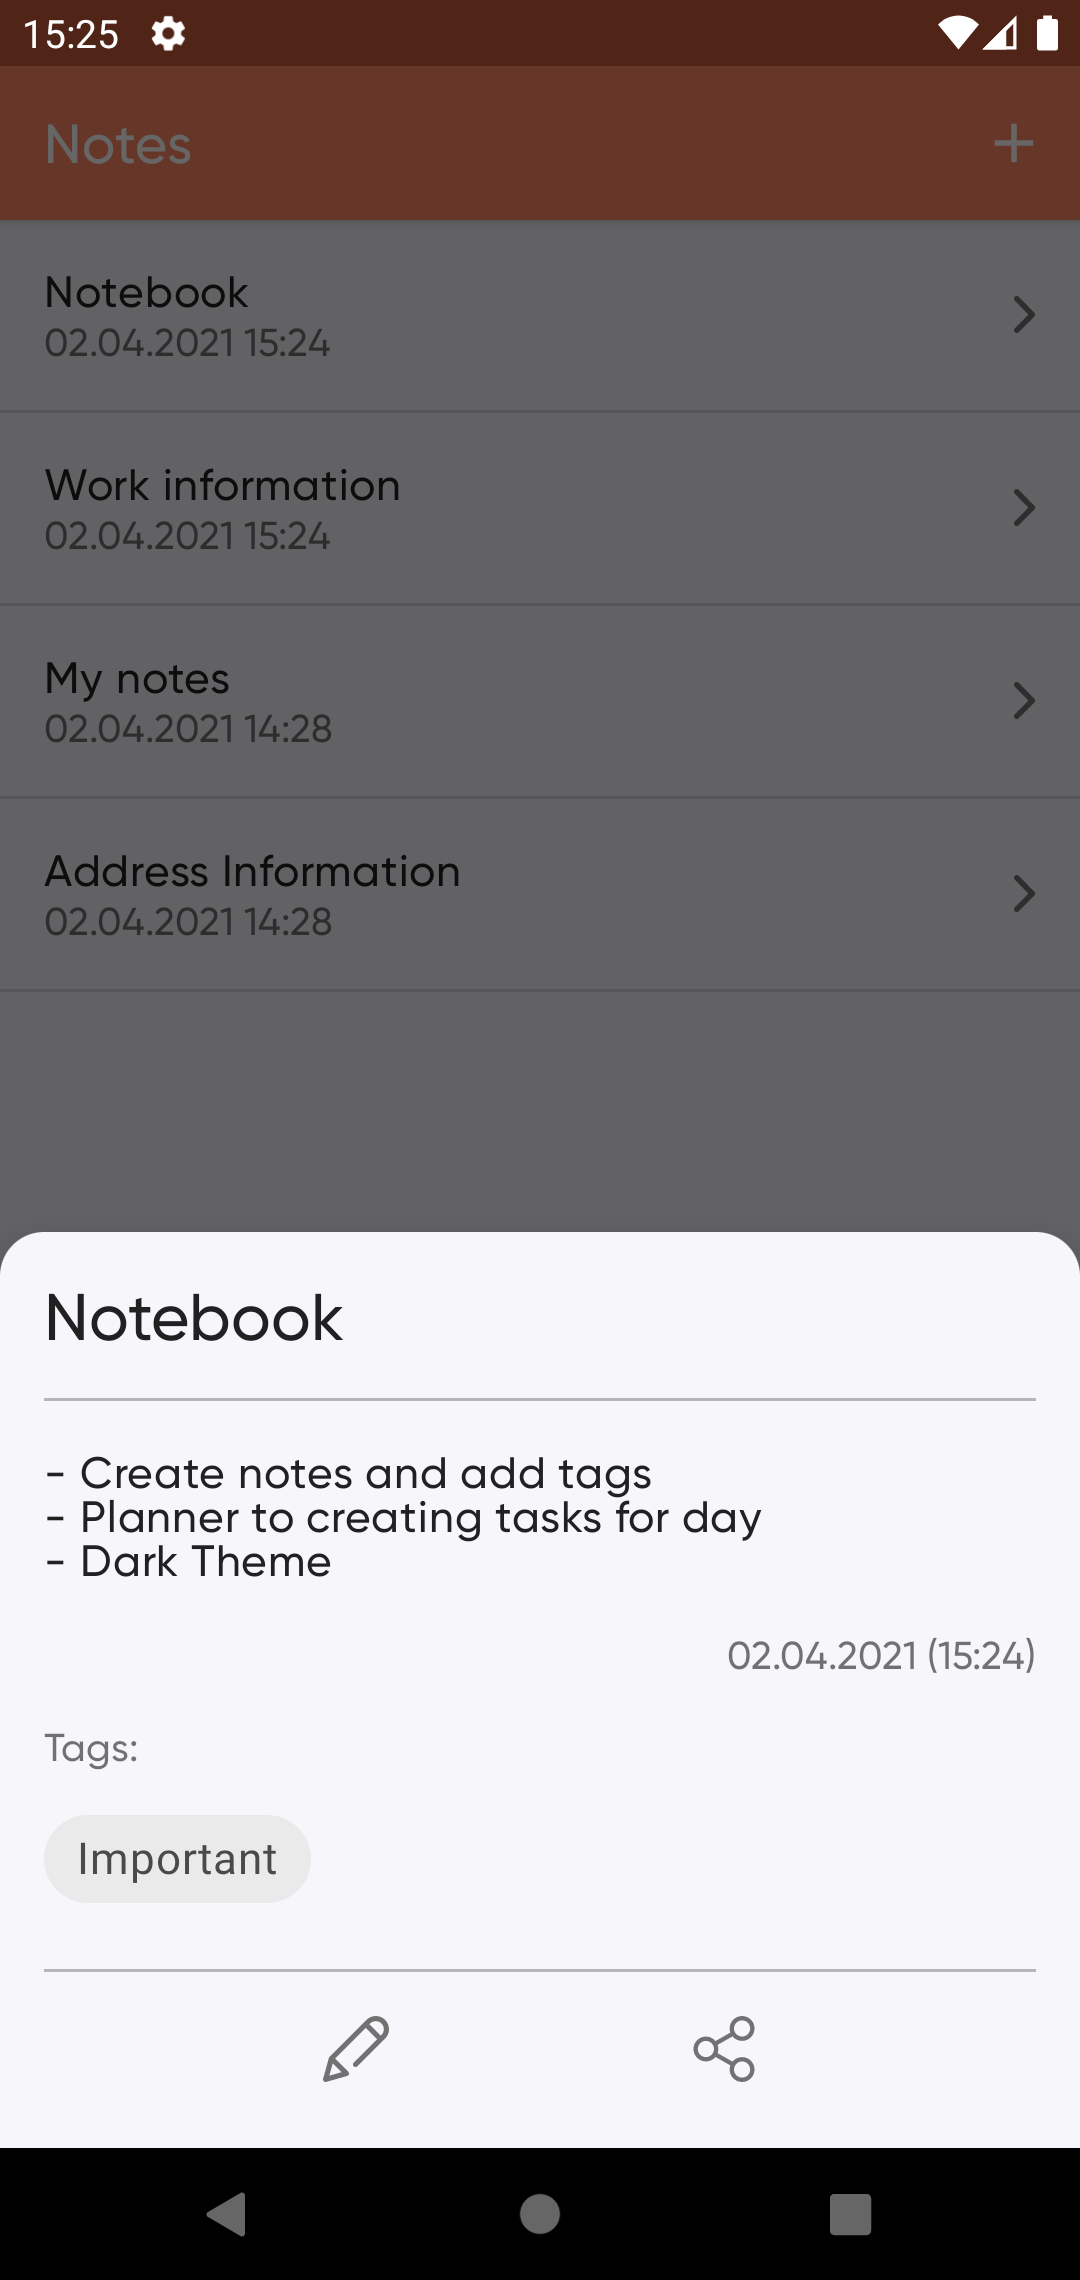 15:25
Notes
Notebook
02.04.2021 15:24
Work information
02.04.2021 15:24
My notes
02.04.2021 14:28
Address Information
02.04.2021 14:28
Notebook
- Create notes and add tags
- Planner to creating tasks for day
- Dark Theme
02.04.2021 (15:24)
Tags:
Important